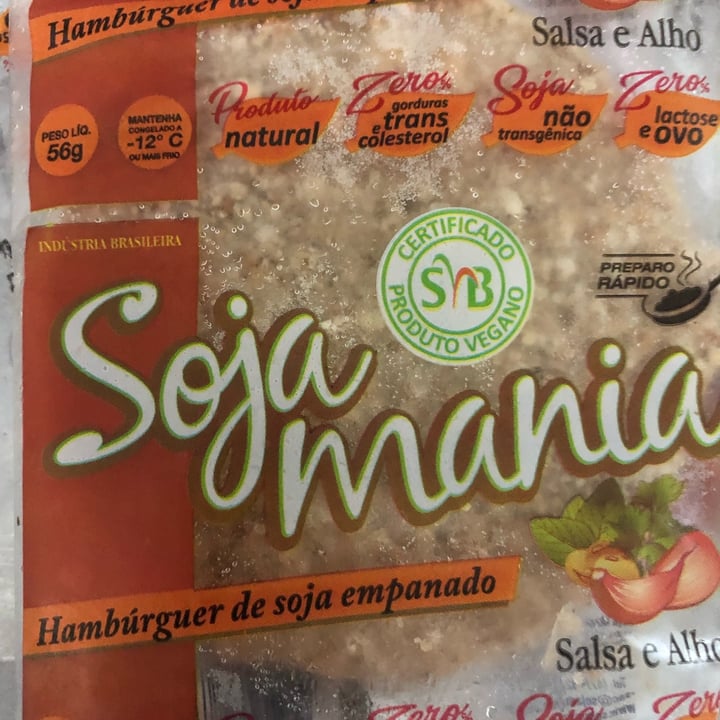 Hambúrguer de soja
Salsa e Alho
PESO LÍQ.
56g
MANTENHA
CONGELADO A
-12° C
OU MAIS FRIO
Produto
natural
Zero%
gorduras
trans
e colesterol
Soja
não
transgênica
Zero%
lactose
e ovo
INDÚSTRIA BRASILEIRA
CERTIFICADO
SVB
PRODUTO VEGANO
PREPARO
RÁPIDO
Soja
mania
Hambúrguer de soja empanado
Salsa e Alho
Zero%
Soja